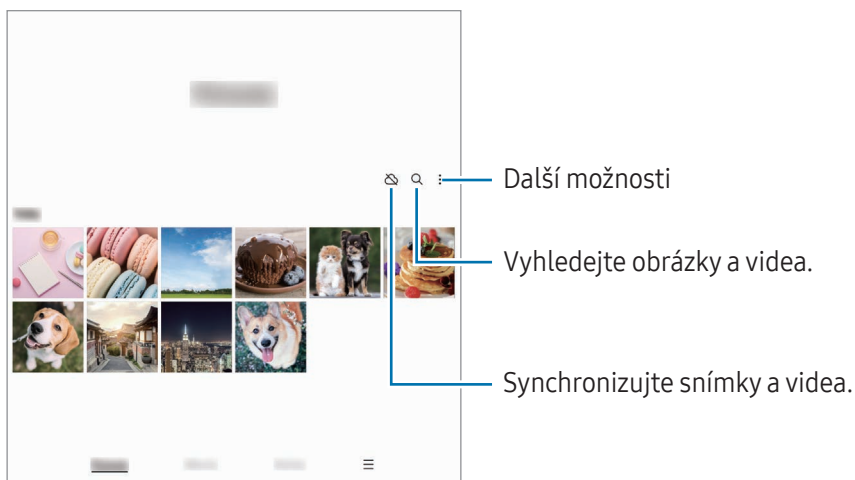 Další možnosti
Vyhledejte obrázky a videa.
Synchronizujte snímky a videa.